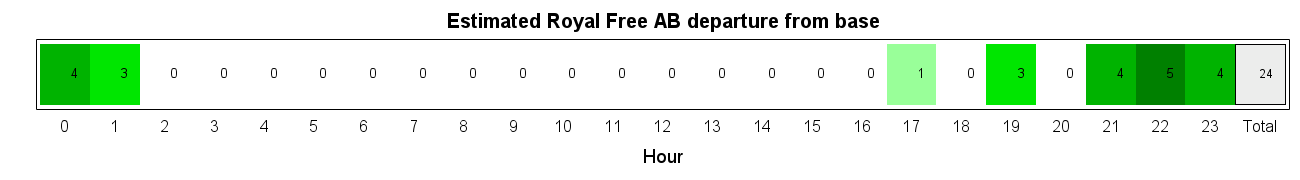 Estimated Royal Free AB departure from base
4 3 0 0 0 0 0 0 0 0 0 0 0 0 0 0 0 1 0 3 0 4 5 4 24
0 1 2 3 4 5 6 7 8 9 10 11 12 13 14 15 16 17 18 19 20 21 22 23 Total
Hour